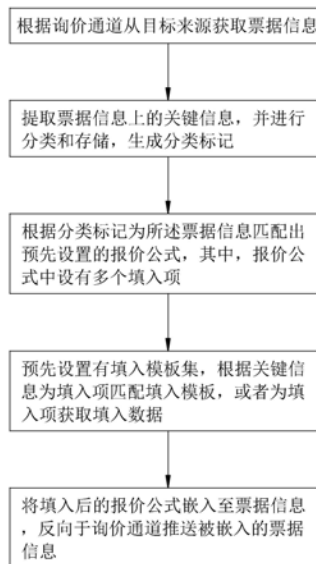 根据询价通道从目标来源获取票据信息
提取票据信息上的关键信息，并进行
分类和存储，生成分类标记
根据分类标记为所述票据信息匹配出
预先设置的报价公式，其中，报价公
式中设有多个填入项
预先设置有填入模板集，根据关键信
息为填入项匹配填入模板，或者为填
入项获取填入数据
将填入后的报价公式嵌入至票据信息
，反向于询价通道推送被嵌入的票据
信息